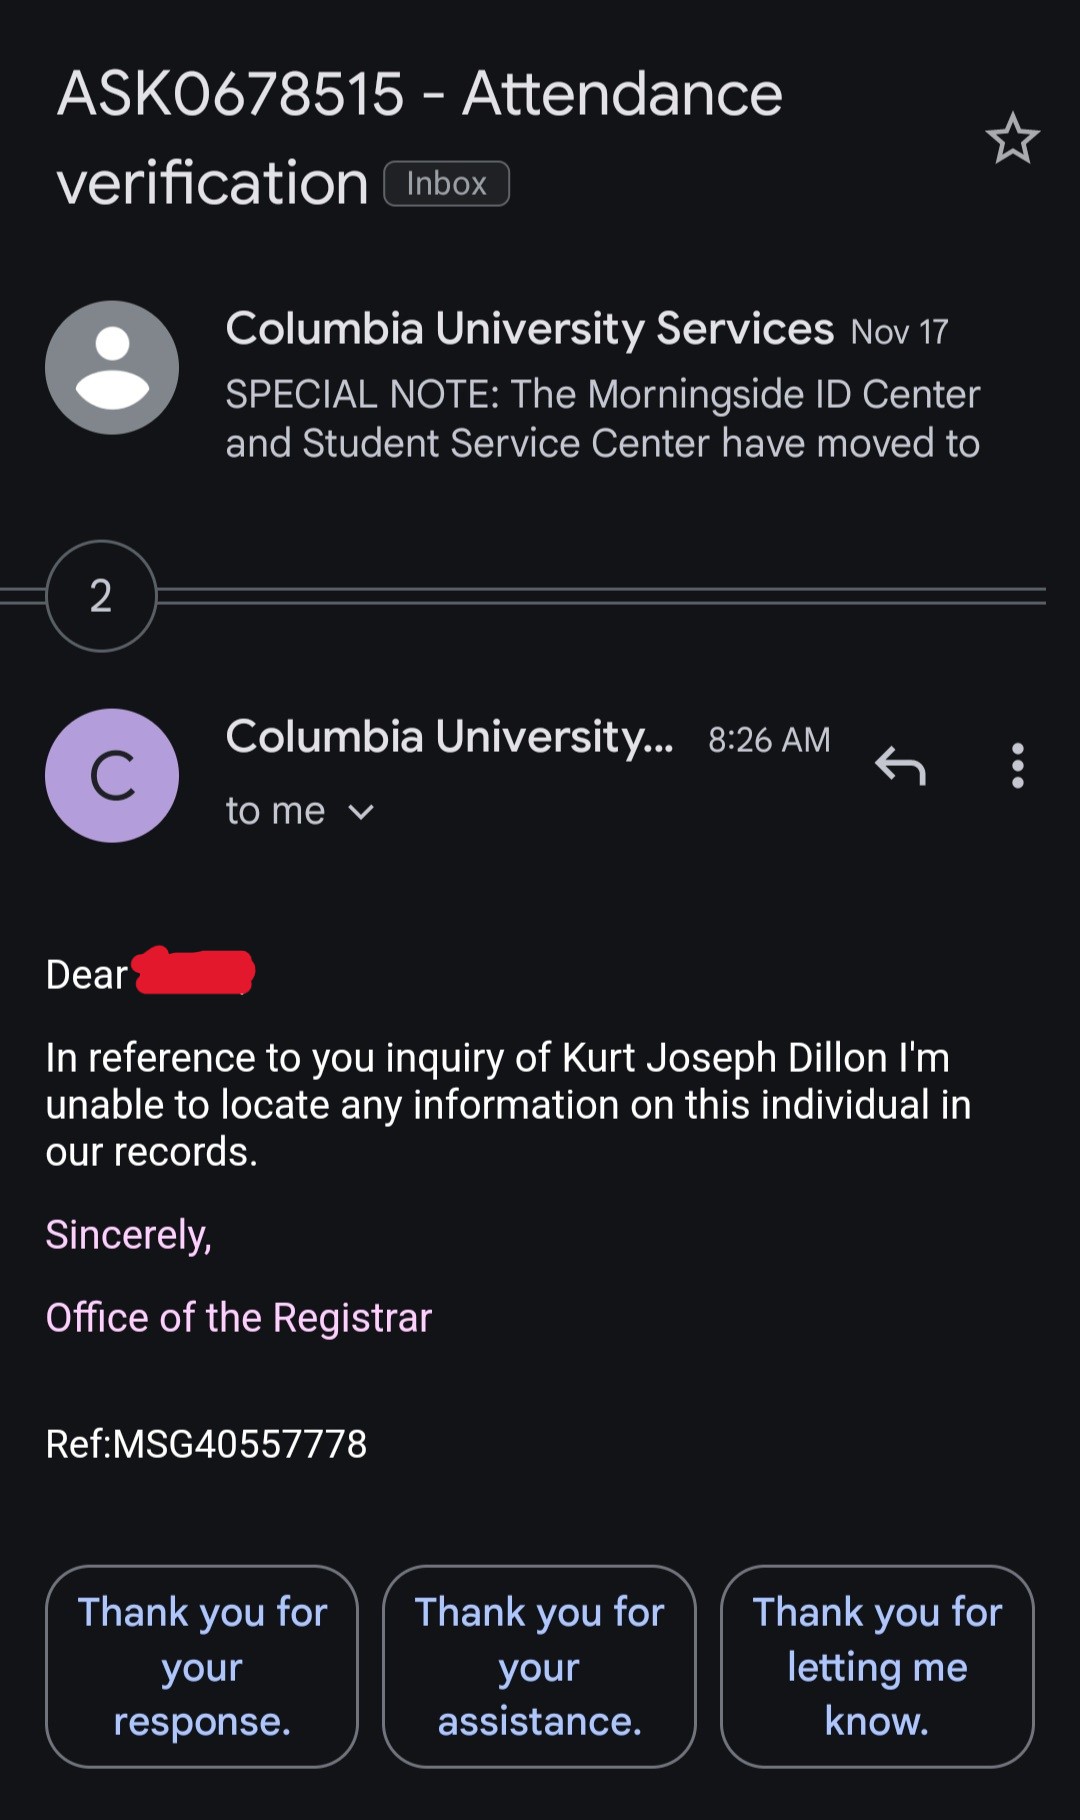 ASK0678515 - Attendance
verification Inbox
Columbia University Services Nov 17
SPECIAL NOTE: The Morningside ID Center
and Student Service Center have moved to
2
C
Columbia University... 8:26 AM
to me
Dear
In reference to you inquiry of Kurt Joseph Dillon I'm
unable to locate any information on this individual in
our records.
Sincerely,
Office of the Registrar
Ref:MSG40557778
Thank you for
your
response.
Thank you for
your
assistance.
Thank you for
letting me
know.